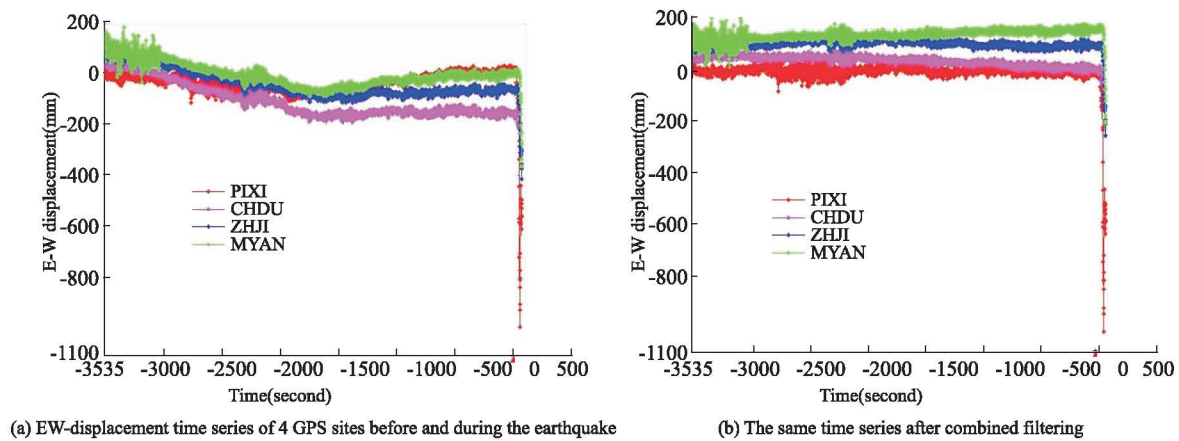 200
0
-200
-400
-600
-800
-1100
E-W displacement(mm)
PIXI
CHDU
ZHJI
MYAN
-3535 -3000 -2500 -2000 -1500 -1000 -500 0 500
Time(second)
(a) EW-displacement time series of 4 GPS sites before and during the earthquake
200
100
0
-200
-400
-600
-800
-1100
E-W displacement(mm)
PIXI
CHDU
ZHJI
MYAN
-3535 -3000 -2500 -2000 -1500 -1000 -500 0 500
Time(second)
(b) The same time series after combined filtering